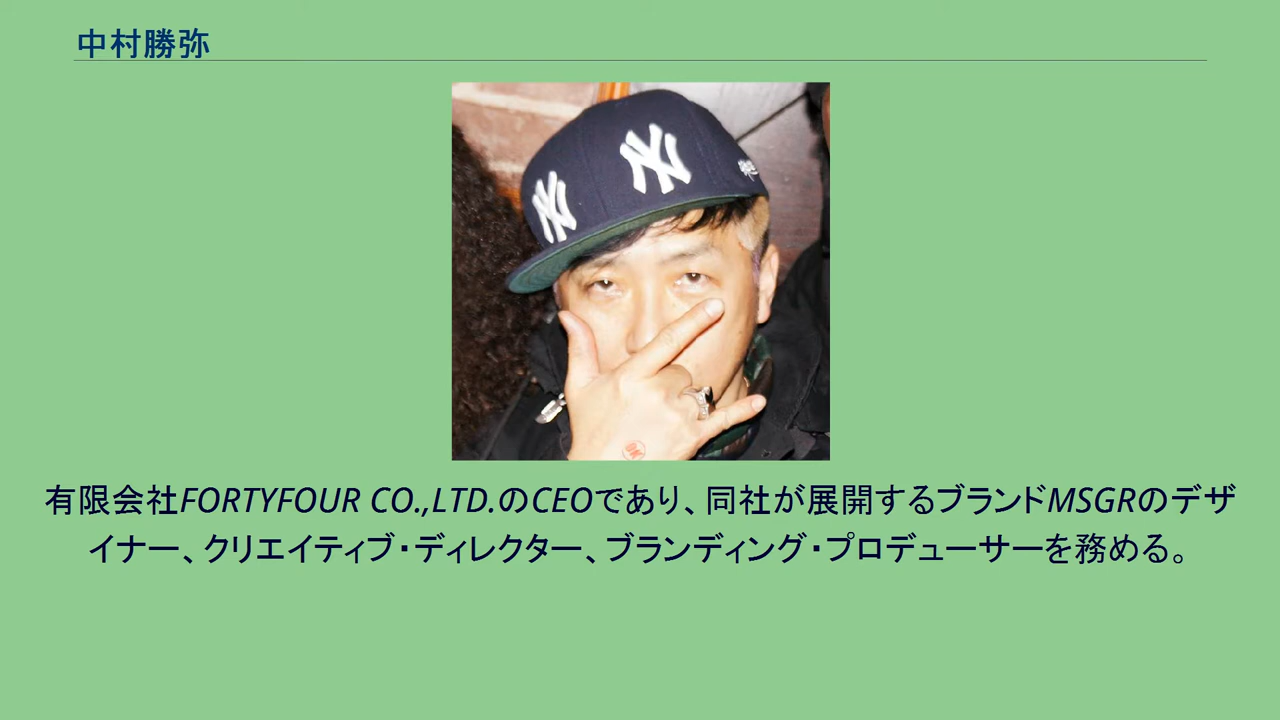 中村勝弥
NY
NY
OK
有限会社FORTYFOUR CO.,LTD.のCEOであり、同社が展開するブランドMSGRのデザ
イナー、クリエイティブ・ディレクター、ブランディング・プロデューサーを務める。